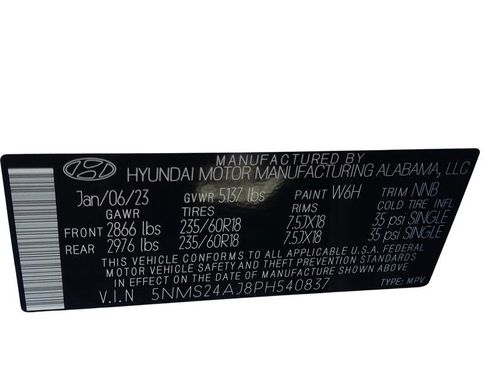 MANUFACTURED BY
HYUNDAI MOTOR MANUFACTURING ALABAMA, LLC
Jan/06/23 GVWR 5137 lbs PAINT W6H TRIM NNB
GAWR TIRES RIMS COLD TIRE INFL
FRONT 2866 lbs 235/60R18 7.5JX18 35 psi SINGLE
REAR 2976 lbs 235/60R18 7.5JX18 35 psi SINGLE
THIS VEHICLE CONFORMS TO ALL APPLICABLE U.S.A. FEDERAL
MOTOR VEHICLE SAFETY AND THEFT PREVENTION STANDARDS
IN EFFECT ON THE DATE OF MANUFACTURE SHOWN ABOVE
V.I.N 5NMS24AJ8PH540837 TYPE: MPV